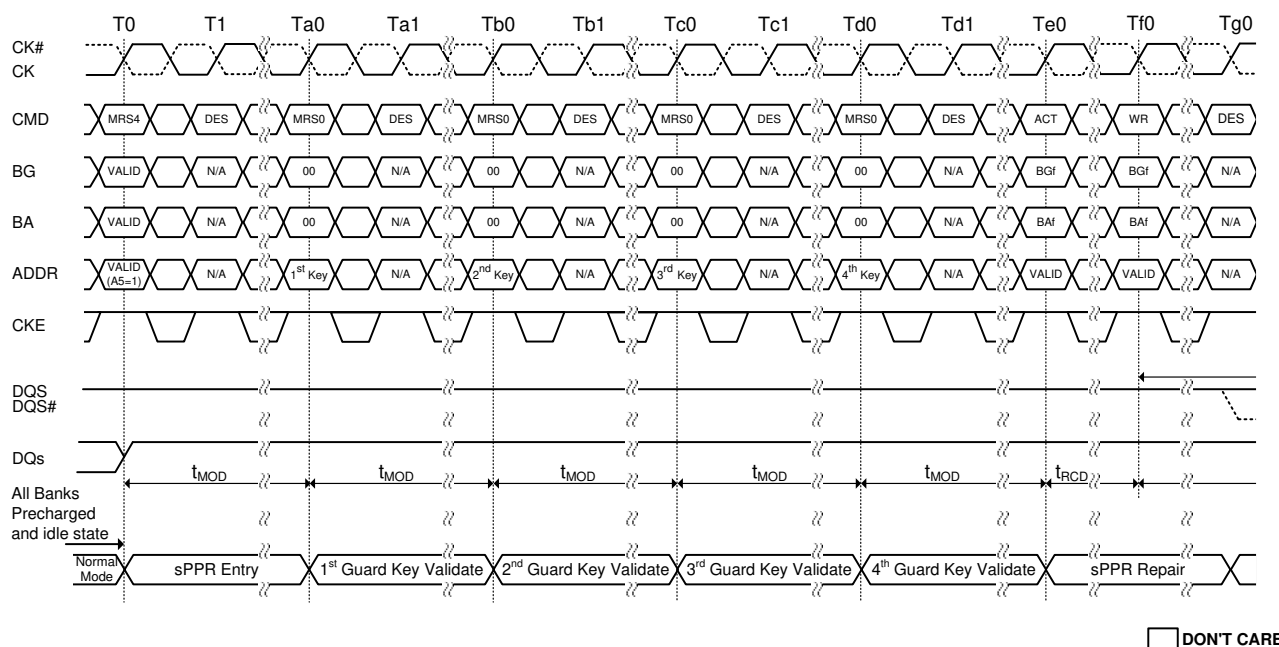 T0 T1 Ta0 Ta1 Tb0 Tb1 Tc0 Tc1 Td0 Td1 Te0 Tf0 Tg0
CK#
CK
CMD MRS4 DES MRS0 DES MRS0 DES MRS0 DES MRS0 DES ACT WR DES
BG VALID N/A 00 N/A 00 N/A 00 N/A 00 N/A BGf BGf N/A
BA VALID N/A 00 N/A 00 N/A 00 N/A 00 N/A BAf BAf N/A
ADDR VALID (A5=1) N/A 1st Key N/A 2nd Key N/A 3rd Key N/A 4th Key N/A VALID VALID N/A
CKE
DQS
DQS#
DQs
tMOD tMOD tMOD tMOD tMOD tRCD
All Banks
Precharged
and idle state
Normal Mode sPPR Entry 1st Guard Key Validate 2nd Guard Key Validate 3rd Guard Key Validate 4th Guard Key Validate sPPR Repair
DON'T CARE